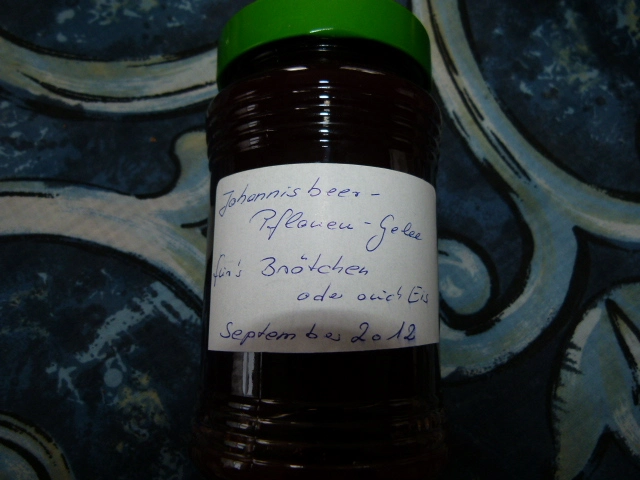 Johannisbeer-
Pflaumen-Gelee
für's Brötchen
oder auch Eis
September 2012